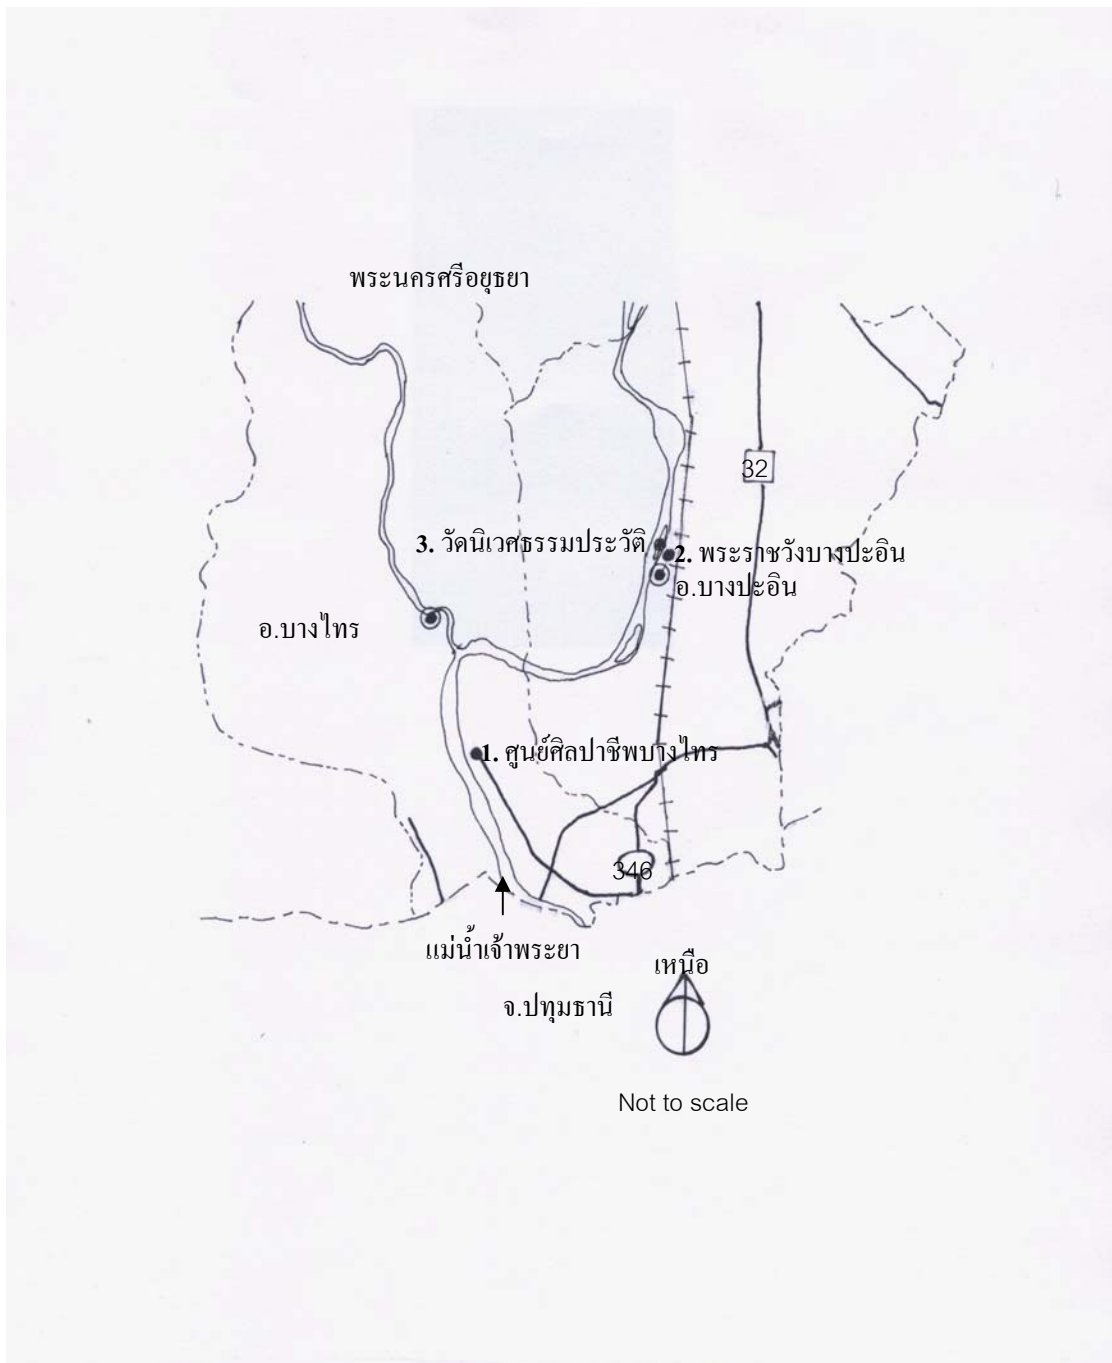 พระนครศรีอยุธยา
32
3. วัดนิเวศธรรมประวัติ
2. พระราชวังบางปะอิน
อ.บางปะอิน
อ.บางไทร
1. ศูนย์ศิลปาชีพบางไทร
346
แม่น้ำเจ้าพระยา
เหนือ
จ.ปทุมธานี
Not to scale